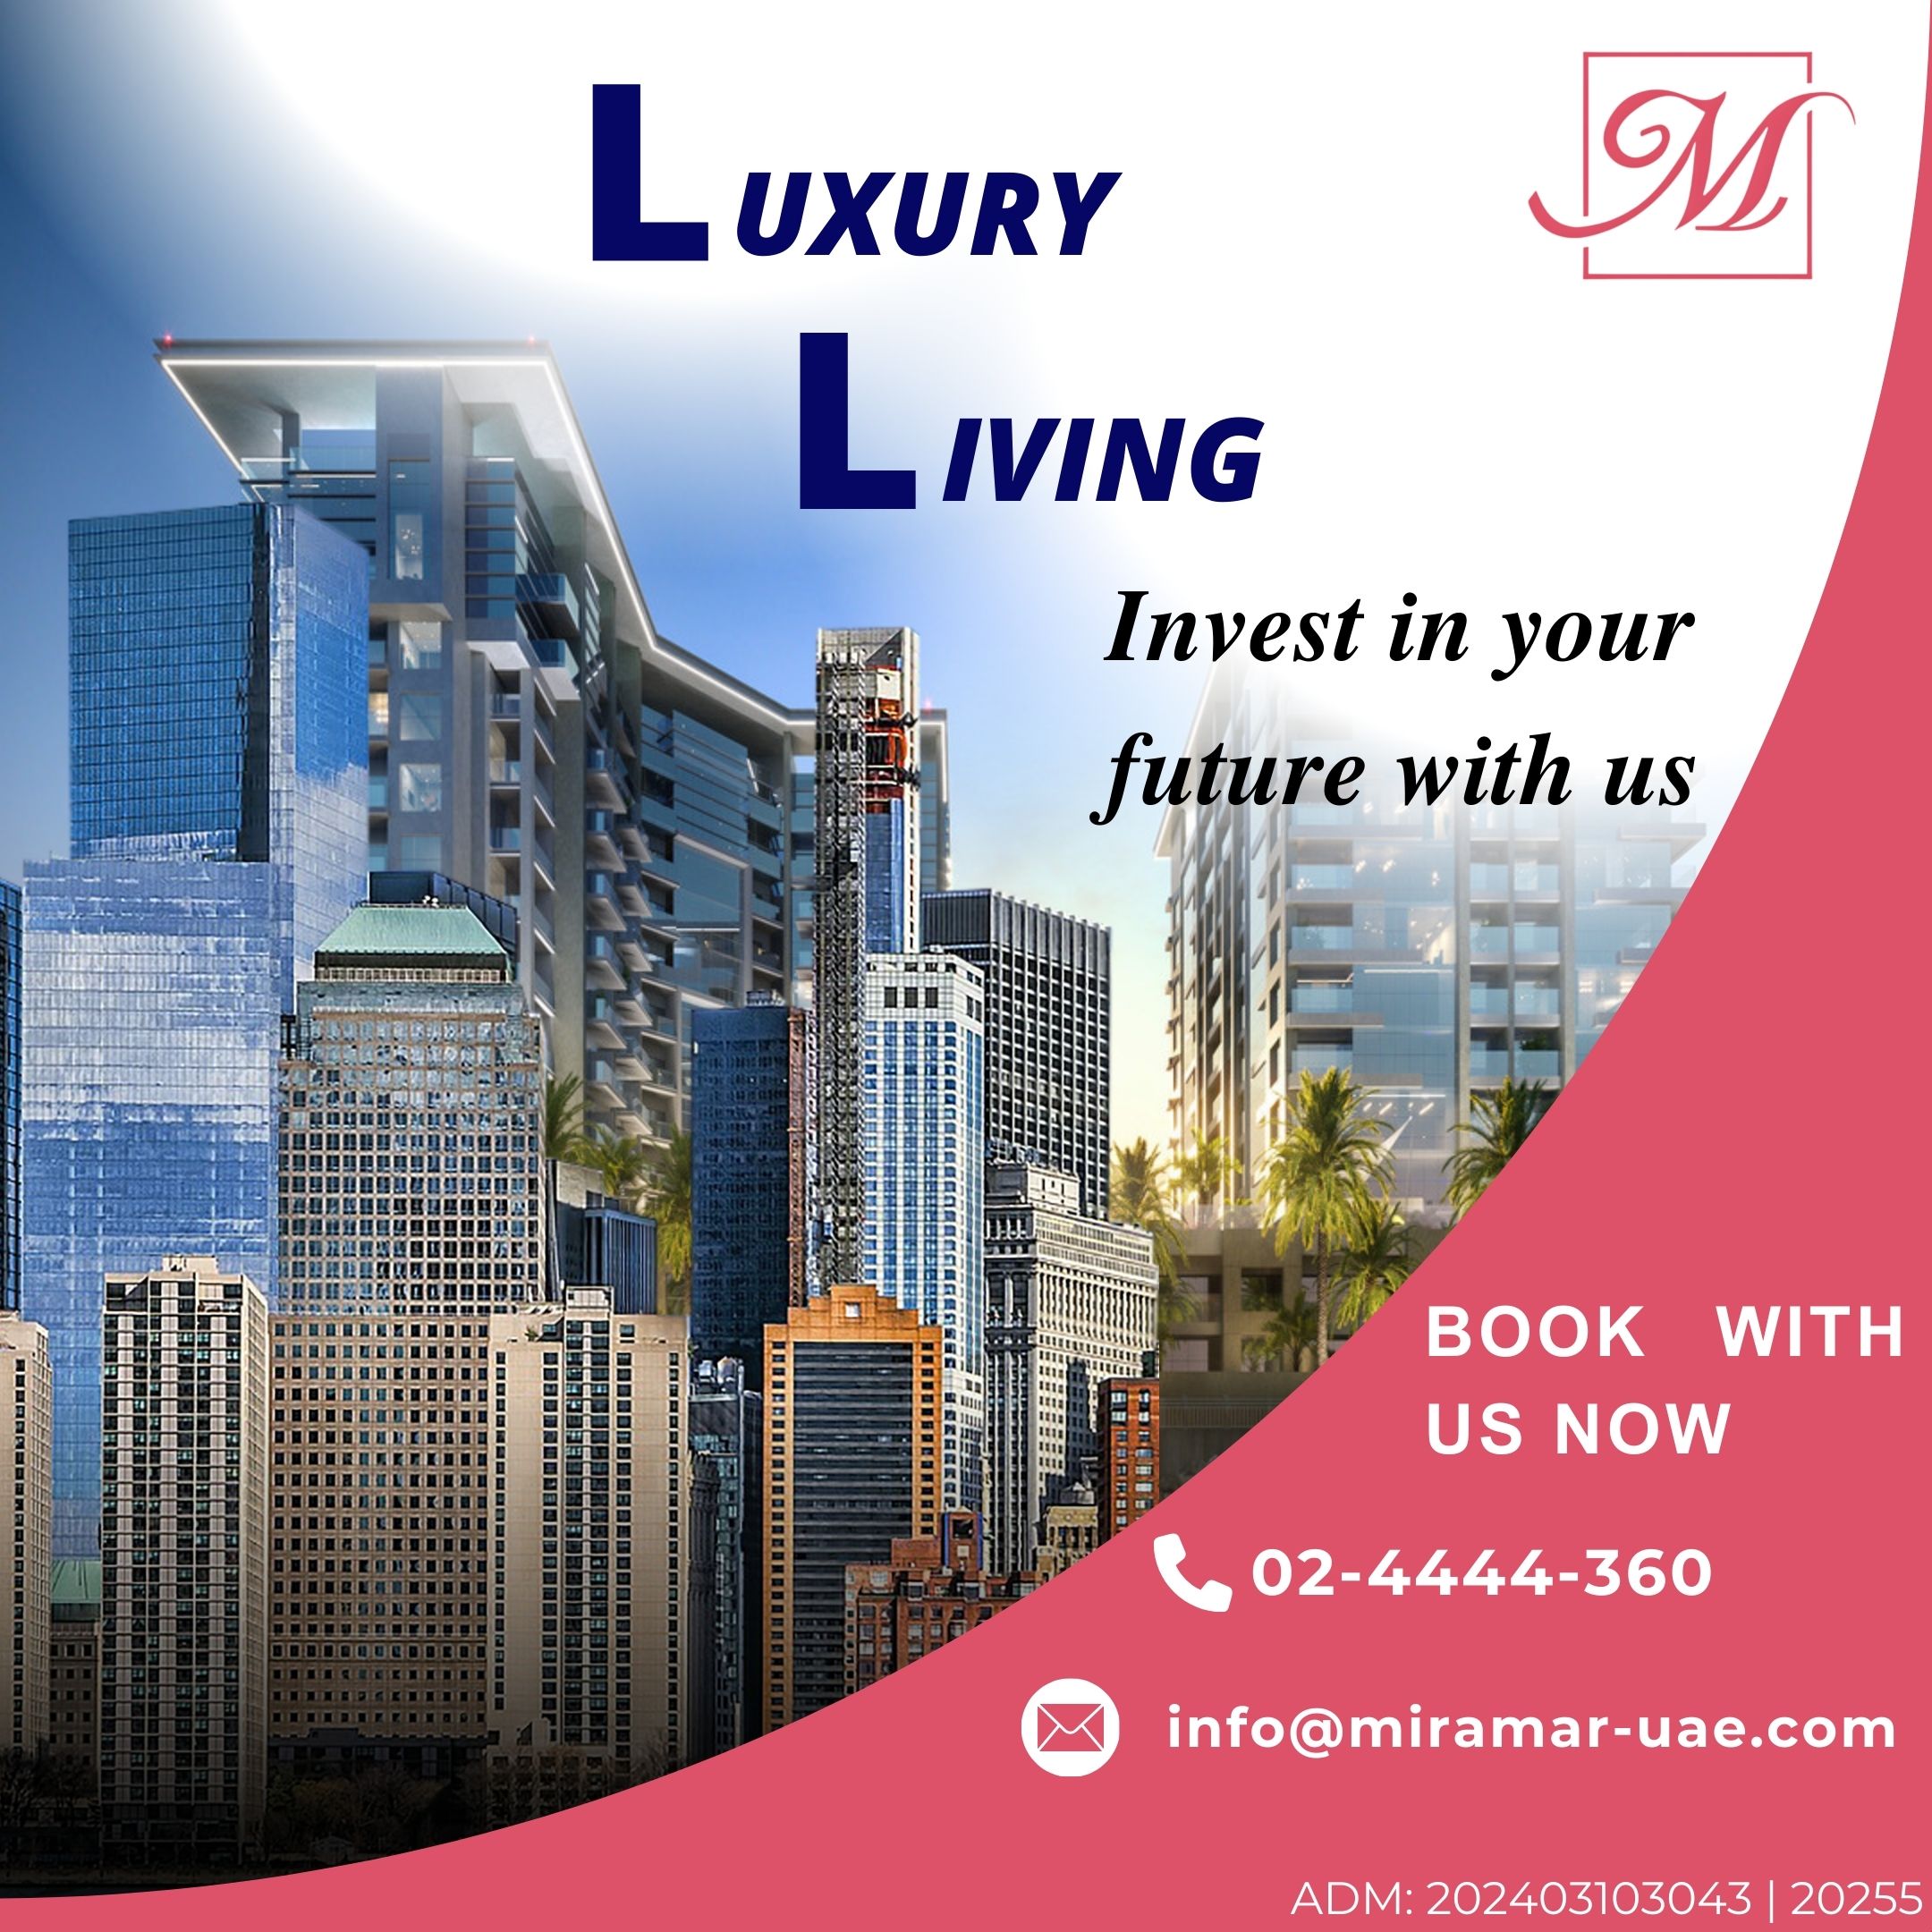 LUXURY
LIVING
M
Invest in your
future with us
BOOK WITH
US NOW
02-4444-360
info@miramar-uae.com
ADM: 202403103043 | 20255